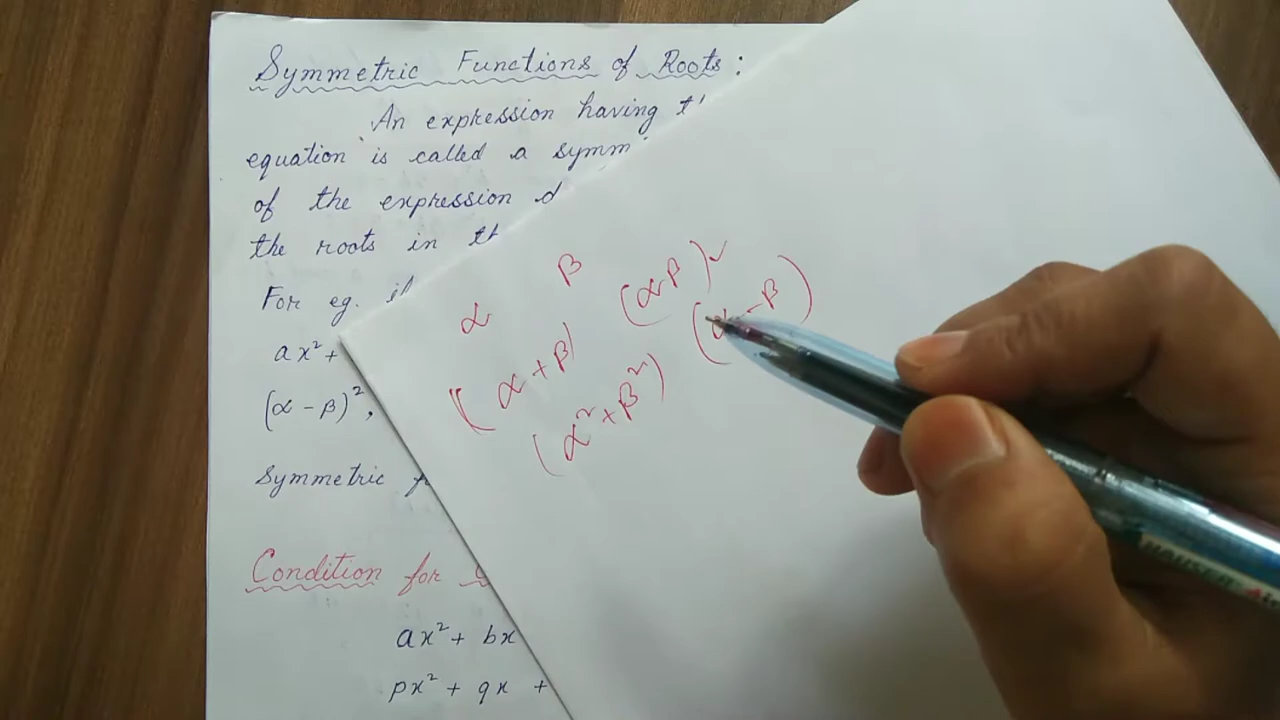 Symmetric Functions of Roots :
An expression having
equation is called a symm
of the expression
the roots in
For eg.
ax² +
(α - β)²,
Symmetric
Condition for
ax² + bx
px² + qx +
α β
(α+β) (α-β)
(α²+β²) (α-β)